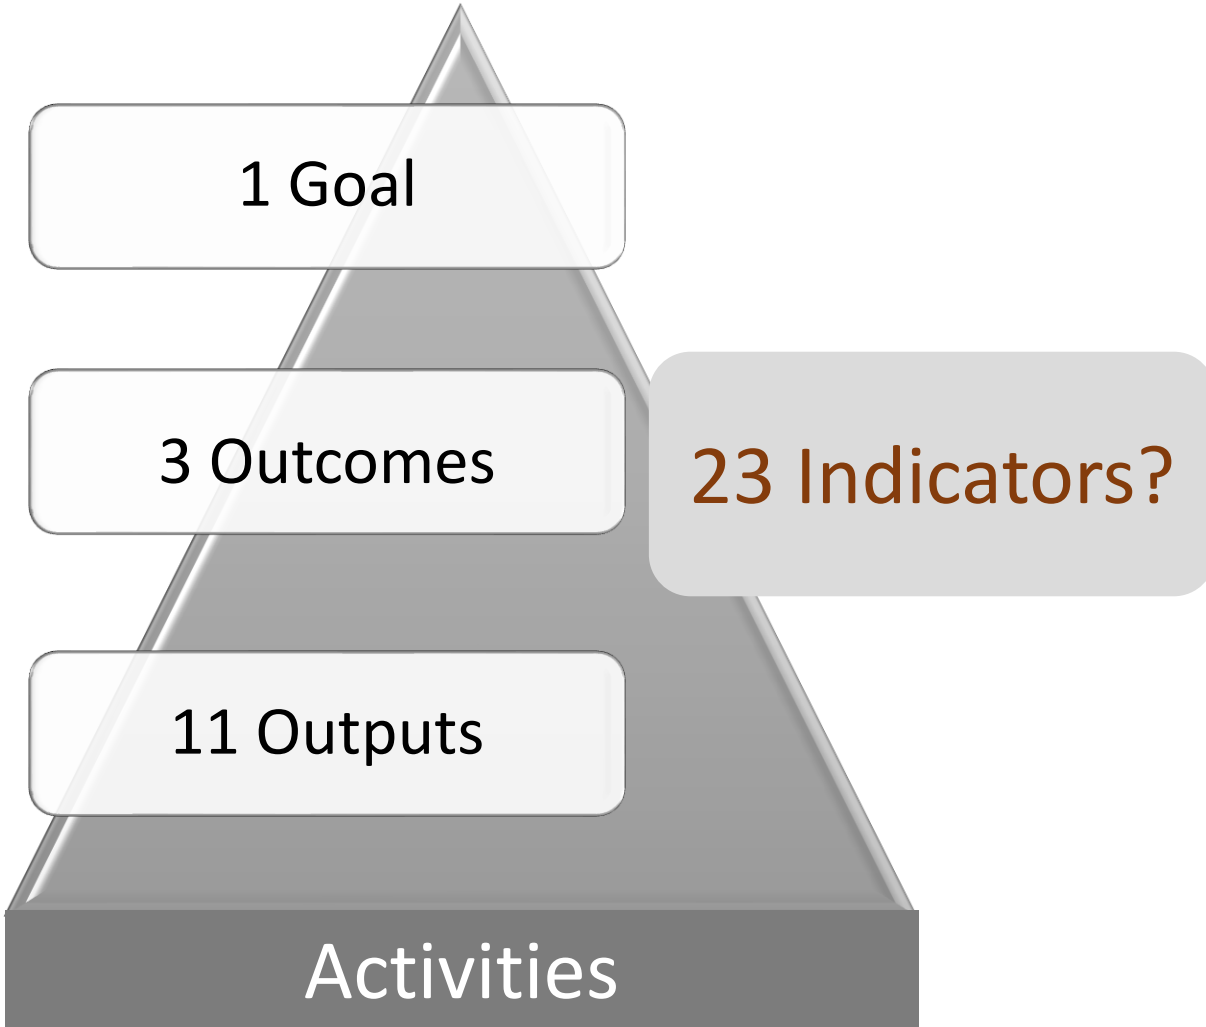 1 Goal
3 Outcomes
23 Indicators?
11 Outputs
Activities